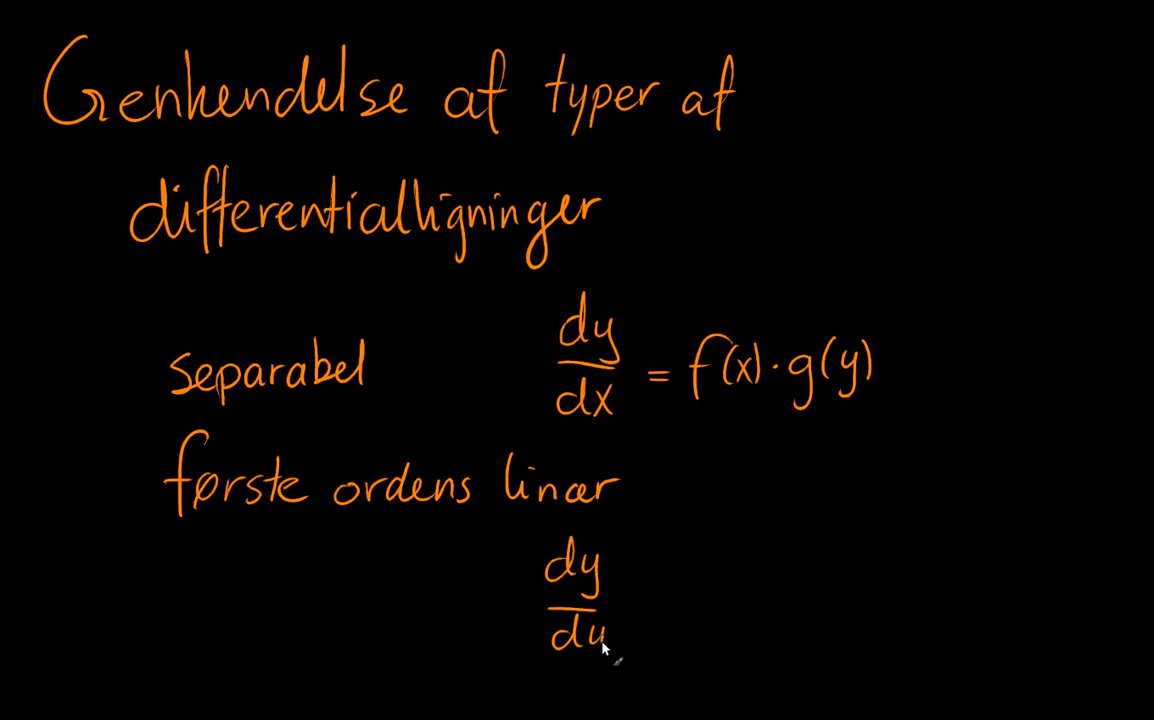 Genkendelse af typer af
differentialligninger
separabel dy/dx = f(x)·g(y)
første ordens linær
dy/du